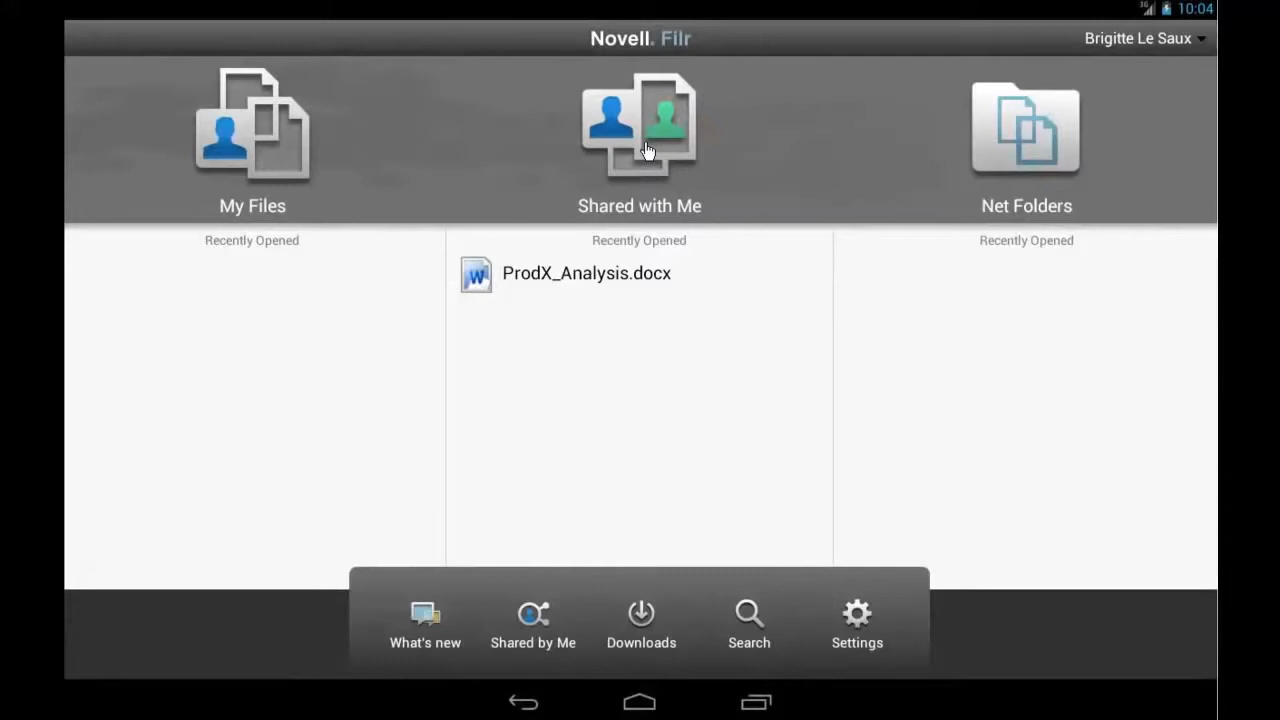 3G 10:04
Novell. Filr
Brigitte Le Saux
My Files
Shared with Me
Net Folders
Recently Opened
Recently Opened
Recently Opened
W ProdX_Analysis.docx
What's new
Shared by Me
Downloads
Search
Settings